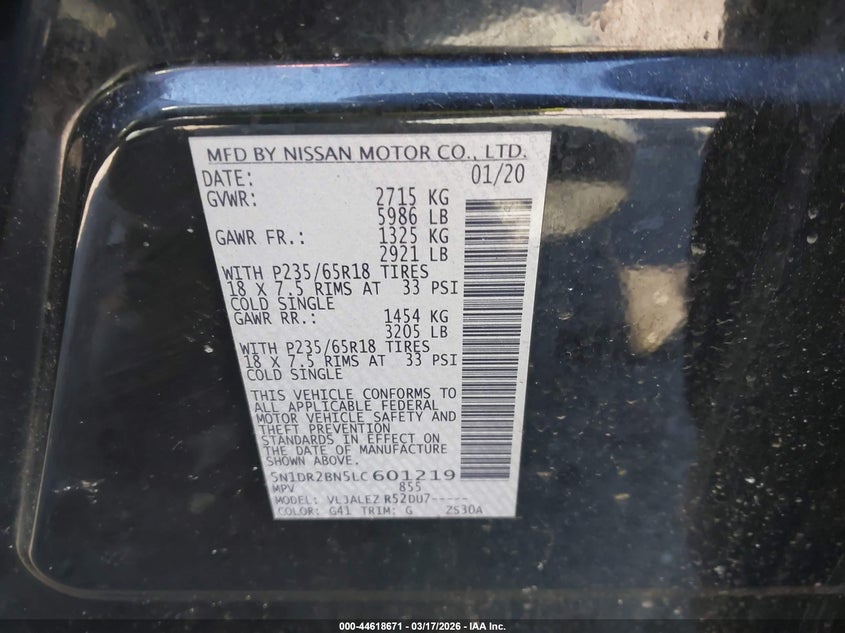 MFD BY NISSAN MOTOR CO., LTD.
DATE: 01/20
GVWR: 2715 KG
5986 LB
GAWR FR.: 1325 KG
2921 LB
WITH P235/65R18 TIRES
18 X 7.5 RIMS AT 33 PSI
COLD SINGLE
GAWR RR.: 1454 KG
3205 LB
WITH P235/65R18 TIRES
18 X 7.5 RIMS AT 33 PSI
COLD SINGLE
THIS VEHICLE CONFORMS TO
ALL APPLICABLE FEDERAL
MOTOR VEHICLE SAFETY AND
THEFT PREVENTION
STANDARDS IN EFFECT ON
THE DATE OF MANUFACTURE
SHOWN ABOVE.
5N1DR2BN5LC601219
MPV 855
MODEL: VLJALEZ R52DU7-----
COLOR: G41 TRIM: G ZS30A
000-44618671 | 03/17/2026 - IAA Inc.